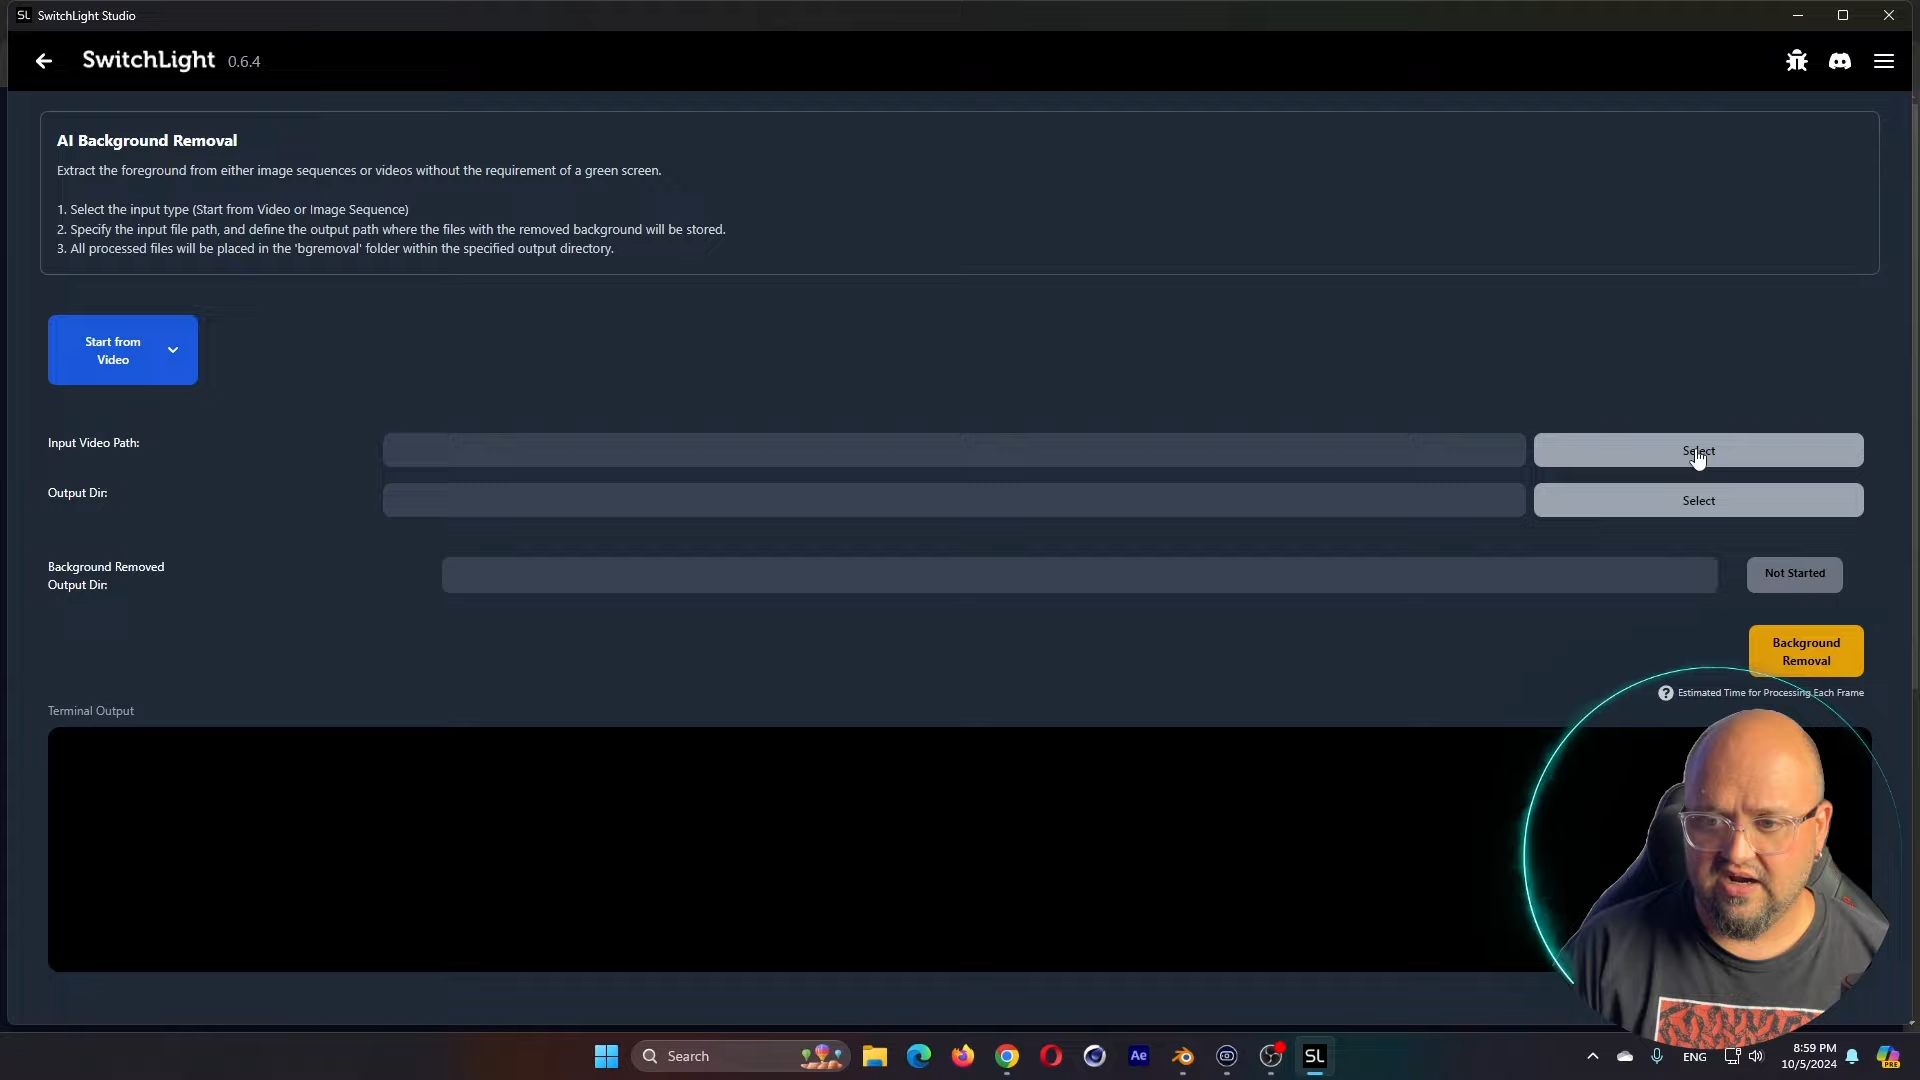 SL SwitchLight Studio
SwitchLight 0.6.4
AI Background Removal
Extract the foreground from either image sequences or videos without the requirement of a green screen.
1. Select the input type (Start from Video or Image Sequence)
2. Specify the input file path, and define the output path where the files with the removed background will be stored.
3. All processed files will be placed in the 'bgremoval' folder within the specified output directory.
Start from
Video
Input Video Path:
Select
Output Dir:
Select
Background Removed
Output Dir:
Not Started
Background
Removal
? Estimated Time for Processing Each Frame
Terminal Output
Search
Ae
SL
ENG
8:59 PM
10/5/2024
PRE